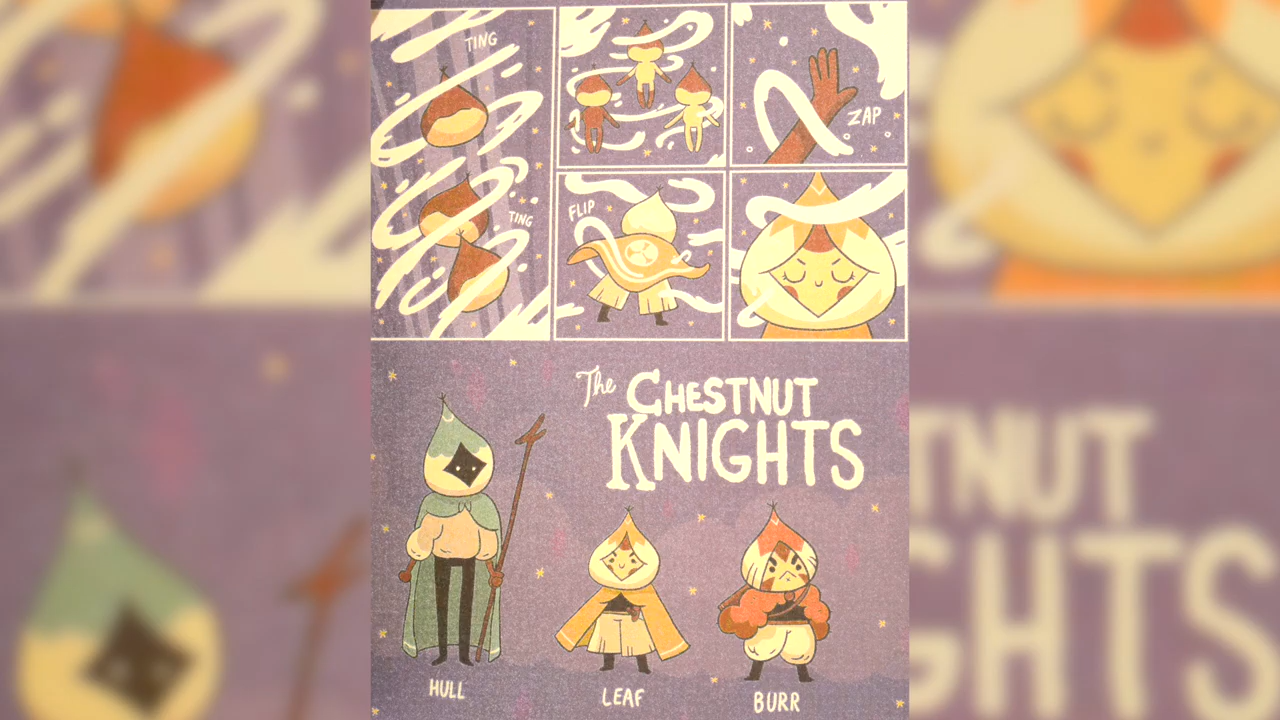 TING
TING
ZAP
FLIP
The CHESTNUT
KNIGHTS
HULL
LEAF
BURR